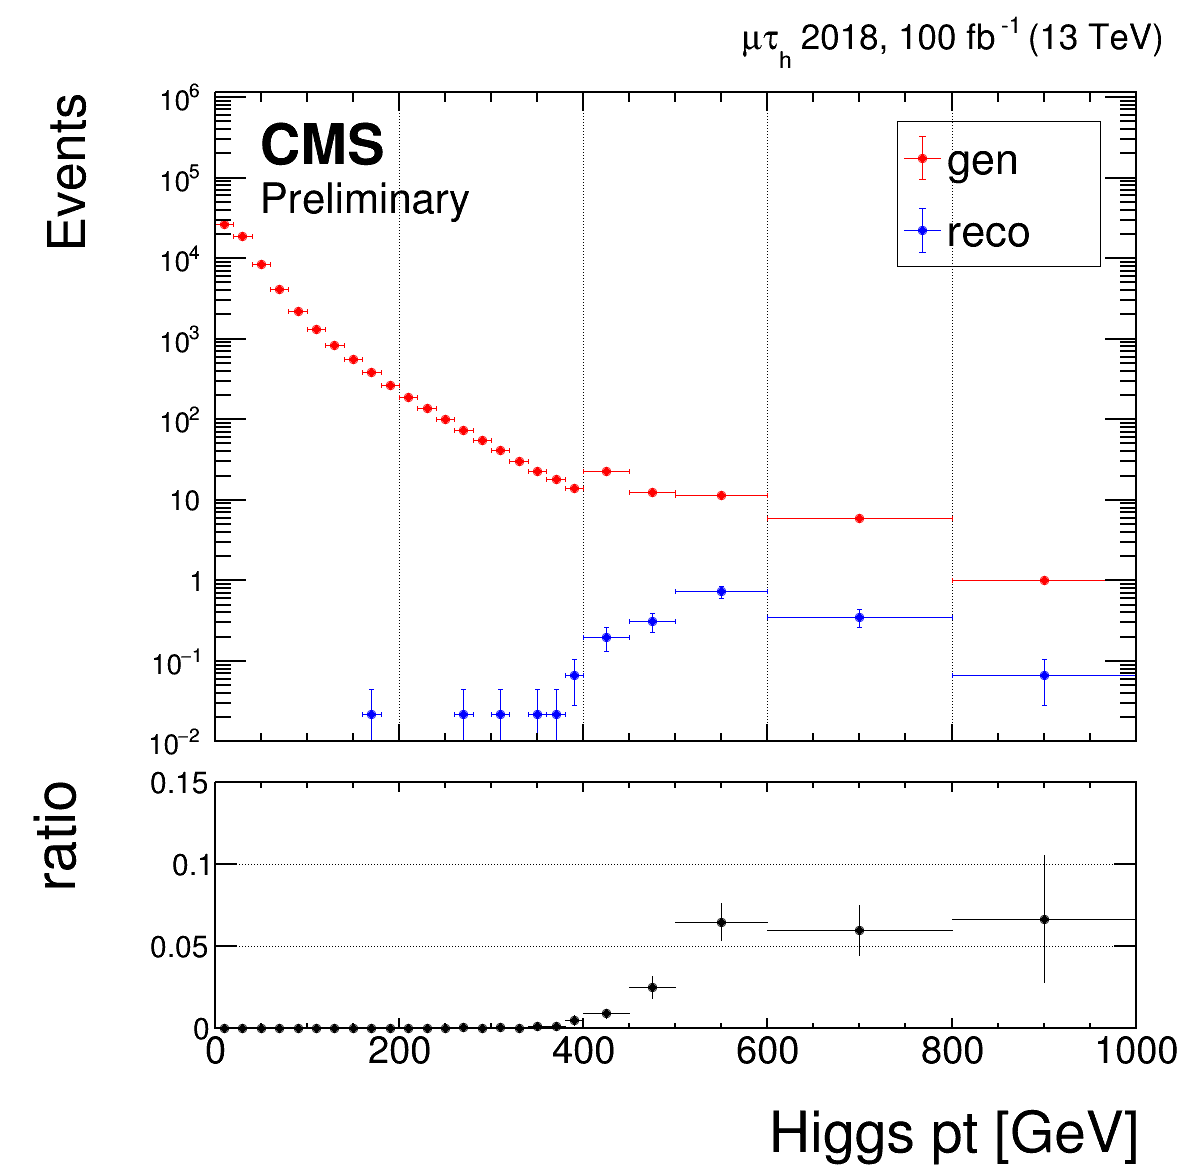 μτh 2018, 100 fb-1 (13 TeV)
Events
10^6
10^5
10^4
10^3
10^2
10
1
10^−1
10^−2
CMS
Preliminary
gen
reco
ratio
0.15
0.1
0.05
0
0 200 400 600 800 1000
Higgs pt [GeV]